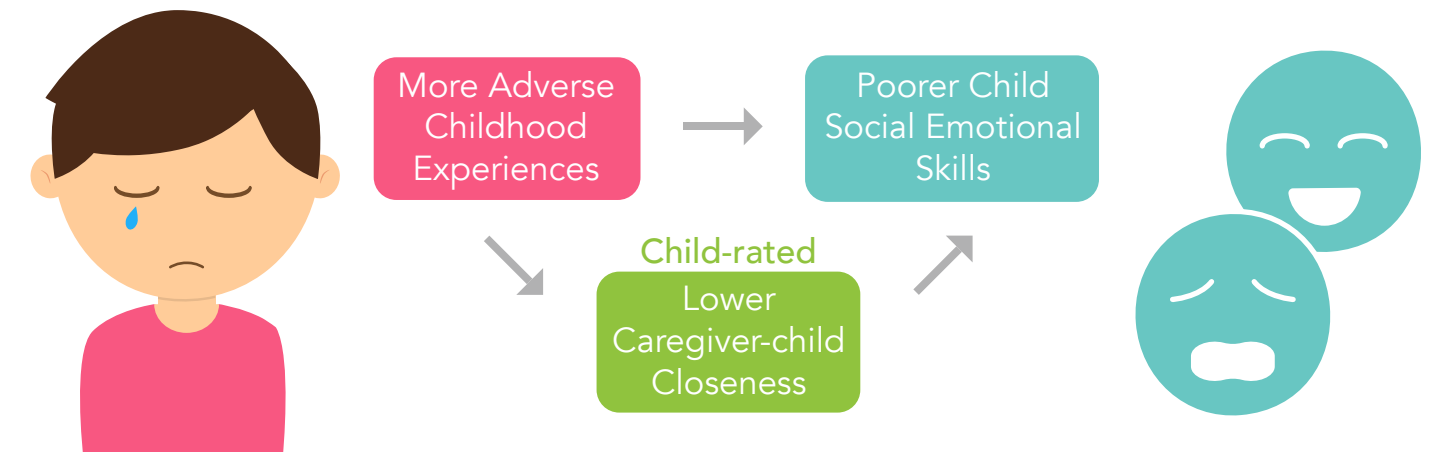 More Adverse
Childhood
Experiences
Poorer Child
Social Emotional
Skills
Child-rated
Lower
Caregiver-child
Closeness